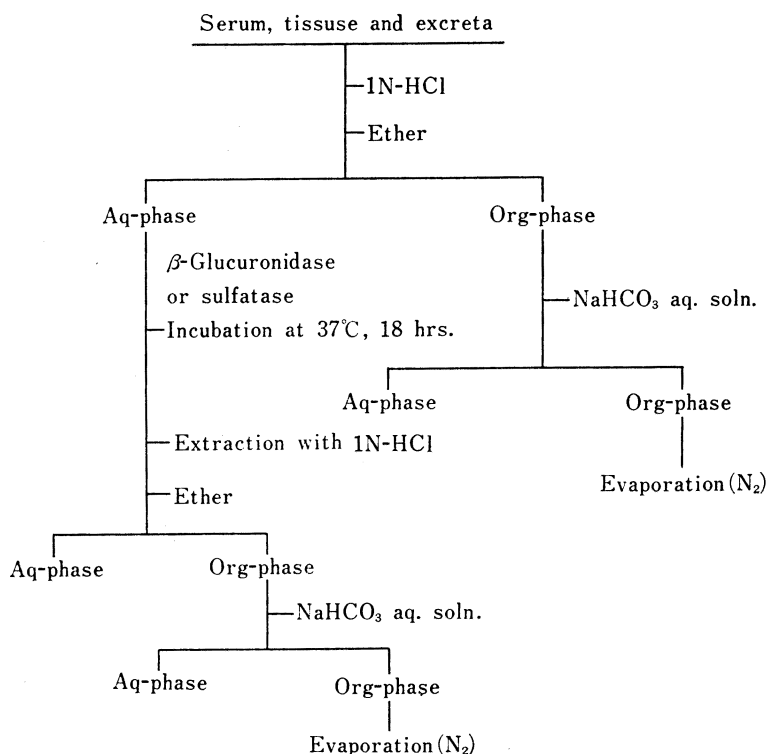 Serum, tissuse and excreta
1N-HCl
Ether
Aq-phase
Org-phase
β-Glucuronidase
or sulfatase
Incubation at 37℃, 18 hrs.
NaHCO₃ aq. soln.
Aq-phase
Org-phase
Extraction with 1N-HCl
Evaporation(N₂)
Ether
Aq-phase
Org-phase
NaHCO₃ aq. soln.
Aq-phase
Org-phase
Evaporation(N₂)